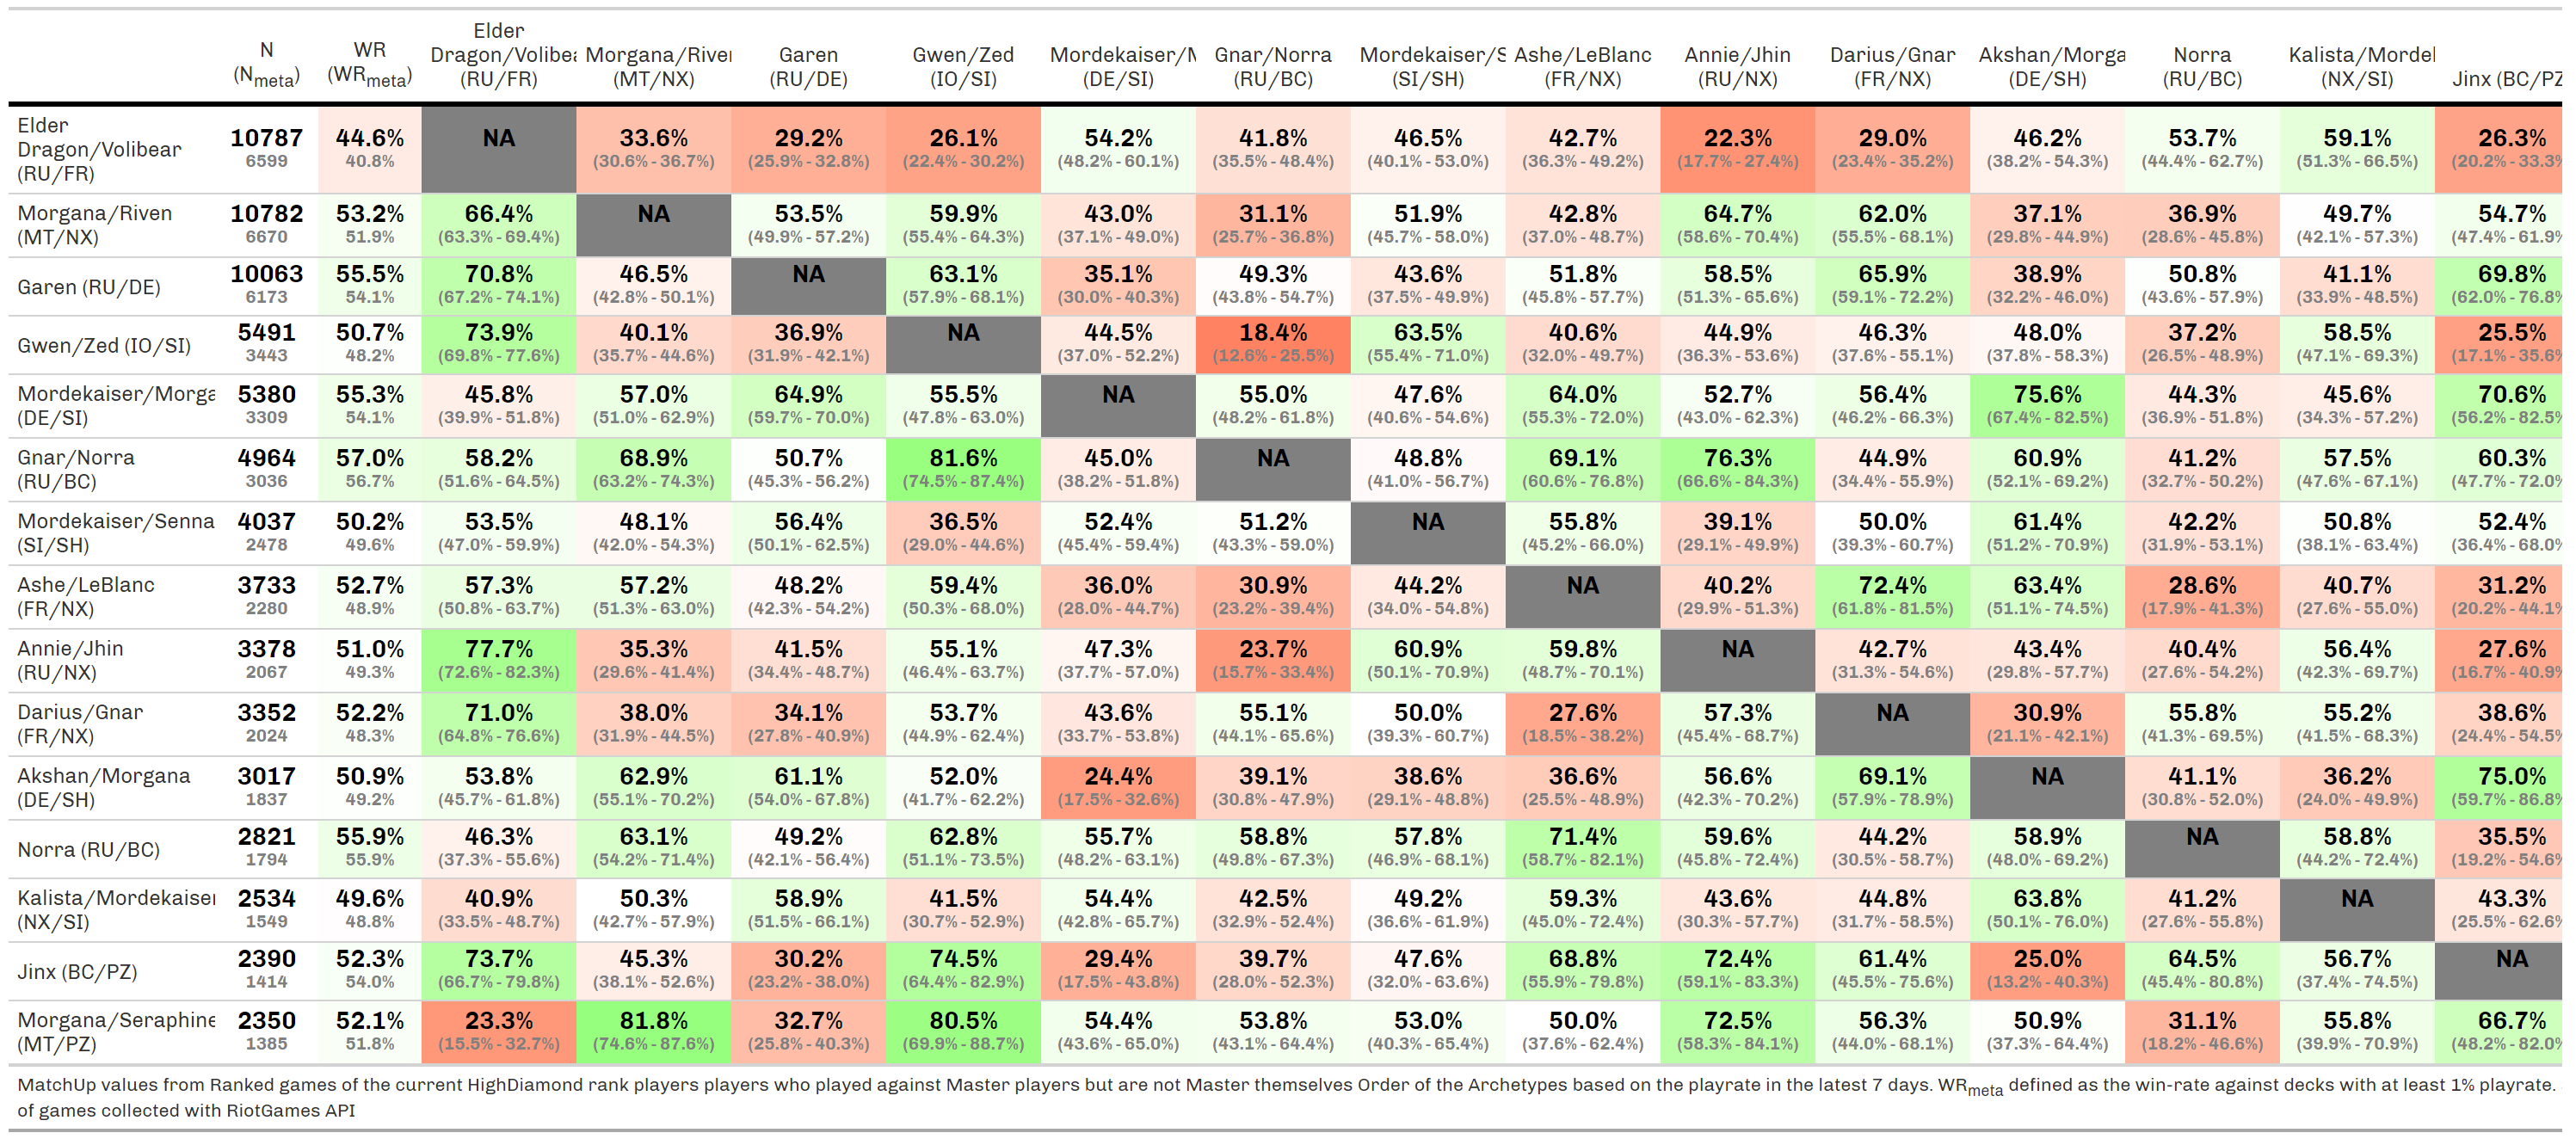 N (N_meta) WR (WR_meta) Elder Dragon/Volibea (RU/FR) Morgana/River (MT/NX) Garen (RU/DE) Gwen/Zed (IO/SI) Mordekaiser/M (DE/SI) Gnar/Norra (RU/BC) Mordekaiser/S (SI/SH) Ashe/LeBlanc (FR/NX) Annie/Jhin (RU/NX) Darius/Gnar (FR/NX) Akshan/Morga (DE/SH) Norra (RU/BC) Kalista/Mordel (NX/SI) Jinx (BC/PZ
Elder Dragon/Volibear (RU/FR) 10787 44.6% NA 33.6% 29.2% 26.1% 54.2% 41.8% 46.5% 42.7% 22.3% 29.0% 46.2% 53.7% 59.1% 26.3%
6599 40.8% (30.6% - 36.7%) (25.9% - 32.8%) (22.4% - 30.2%) (48.2% - 60.1%) (35.5% - 48.4%) (40.1% - 53.0%) (36.3% - 49.2%) (17.7% - 27.4%) (23.4% - 35.2%) (38.2% - 54.3%) (44.4% - 62.7%) (51.3% - 66.5%) (20.2% - 33.3%
Morgana/Riven (MT/NX) 10782 53.2% 66.4% NA 53.5% 59.9% 43.0% 31.1% 51.9% 42.8% 64.7% 62.0% 37.1% 36.9% 49.7% 54.7%
6670 51.9% (63.3% - 69.4%) (49.9% - 57.2%) (55.4% - 64.3%) (37.1% - 49.0%) (25.7% - 36.8%) (45.7% - 58.0%) (37.0% - 48.7%) (58.6% - 70.4%) (55.5% - 68.1%) (29.8% - 44.9%) (28.6% - 45.8%) (42.1% - 57.3%) (47.4% - 61.9%
Garen (RU/DE) 10063 55.5% 70.8% 46.5% NA 63.1% 35.1% 49.3% 43.6% 51.8% 58.5% 65.9% 38.9% 50.8% 41.1% 69.8%
6173 54.1% (67.2% - 74.1%) (42.8% - 50.1%) (57.9% - 68.1%) (30.0% - 40.3%) (43.8% - 54.7%) (37.5% - 49.9%) (45.8% - 57.7%) (51.3% - 65.6%) (59.1% - 72.2%) (32.2% - 46.0%) (43.6% - 57.9%) (33.9% - 48.5%) (62.0% - 76.8%
Gwen/Zed (IO/SI) 5491 50.7% 73.9% 40.1% 36.9% NA 44.5% 18.4% 63.5% 40.6% 44.9% 46.3% 48.0% 37.2% 58.5% 25.5%
3443 48.2% (69.8% - 77.6%) (35.7% - 44.6%) (31.9% - 42.1%) (37.0% - 52.2%) (12.6% - 25.5%) (55.4% - 71.0%) (32.0% - 49.7%) (36.3% - 53.6%) (37.6% - 55.1%) (37.8% - 58.3%) (26.5% - 48.9%) (47.1% - 69.3%) (17.1% - 35.6%
Mordekaiser/Morga (DE/SI) 5380 55.3% 45.8% 57.0% 64.9% 55.5% NA 55.0% 47.6% 64.0% 52.7% 56.4% 75.6% 44.3% 45.6% 70.6%
3309 54.1% (39.9% - 51.8%) (51.0% - 62.9%) (59.7% - 70.0%) (47.8% - 63.0%) (48.2% - 61.8%) (40.6% - 54.6%) (55.3% - 72.0%) (43.0% - 62.3%) (46.2% - 66.3%) (67.4% - 82.5%) (36.9% - 51.8%) (34.3% - 57.2%) (56.2% - 82.5%
Gnar/Norra (RU/BC) 4964 57.0% 58.2% 68.9% 50.7% 81.6% 45.0% NA 48.8% 69.1% 76.3% 44.9% 60.9% 41.2% 57.5% 60.3%
3036 56.7% (51.6% - 64.5%) (63.2% - 74.3%) (45.3% - 56.2%) (74.5% - 87.4%) (38.2% - 51.8%) (41.0% - 56.7%) (60.6% - 76.8%) (66.6% - 84.3%) (34.4% - 55.9%) (52.1% - 69.2%) (32.7% - 50.2%) (47.6% - 67.1%) (47.7% - 72.0%
Mordekaiser/Senna (SI/SH) 4037 50.2% 53.5% 48.1% 56.4% 36.5% 52.4% 51.2% NA 55.8% 39.1% 50.0% 61.4% 42.2% 50.8% 52.4%
2478 49.6% (47.0% - 59.9%) (42.0% - 54.3%) (50.1% - 62.5%) (29.0% - 44.6%) (45.4% - 59.4%) (43.3% - 59.0%) (45.2% - 66.0%) (29.1% - 49.9%) (39.3% - 60.7%) (51.2% - 70.9%) (31.9% - 53.1%) (38.1% - 63.4%) (36.4% - 68.0%
Ashe/LeBlanc (FR/NX) 3733 52.7% 57.3% 57.2% 48.2% 59.4% 36.0% 30.9% 44.2% NA 40.2% 72.4% 63.4% 28.6% 40.7% 31.2%
2280 48.9% (50.8% - 63.7%) (51.3% - 63.0%) (42.3% - 54.2%) (50.3% - 68.0%) (28.0% - 44.7%) (23.2% - 39.4%) (34.0% - 54.8%) (29.9% - 51.3%) (61.8% - 81.5%) (51.1% - 74.5%) (17.9% - 41.3%) (27.6% - 55.0%) (20.2% - 44.1%
Annie/Jhin (RU/NX) 3378 51.0% 77.7% 35.3% 41.5% 55.1% 47.3% 23.7% 60.9% 59.8% NA 42.7% 43.4% 40.4% 56.4% 27.6%
2067 49.3% (72.6% - 82.3%) (29.6% - 41.4%) (34.4% - 48.7%) (46.4% - 63.7%) (37.7% - 57.0%) (15.7% - 33.4%) (50.1% - 70.9%) (48.7% - 70.1%) (31.3% - 54.6%) (29.8% - 57.7%) (27.6% - 54.2%) (42.3% - 69.7%) (16.7% - 40.9%
Darius/Gnar (FR/NX) 3352 52.2% 71.0% 38.0% 34.1% 53.7% 43.6% 55.1% 50.0% 27.6% 57.3% NA 30.9% 55.8% 55.2% 38.6%
2024 48.3% (64.8% - 76.6%) (31.9% - 44.5%) (27.8% - 40.9%) (44.9% - 62.4%) (33.7% - 53.8%) (44.1% - 65.6%) (39.3% - 60.7%) (18.5% - 38.2%) (45.4% - 68.7%) (21.1% - 42.1%) (41.3% - 69.5%) (41.5% - 68.3%) (24.4% - 54.5%
Akshan/Morgana (DE/SH) 3017 50.9% 53.8% 62.9% 61.1% 52.0% 24.4% 39.1% 38.6% 36.6% 56.6% 69.1% NA 41.1% 36.2% 75.0%
1837 49.2% (45.7% - 61.8%) (55.1% - 70.2%) (54.0% - 67.8%) (41.7% - 62.2%) (17.5% - 32.6%) (30.8% - 47.9%) (29.1% - 48.8%) (25.5% - 48.9%) (42.3% - 70.2%) (57.9% - 78.9%) (30.8% - 52.0%) (24.0% - 49.9%) (59.7% - 86.8%
Norra (RU/BC) 2821 55.9% 46.3% 63.1% 49.2% 62.8% 55.7% 58.8% 57.8% 71.4% 59.6% 44.2% 58.9% NA 58.8% 35.5%
1794 55.9% (37.3% - 55.6%) (54.2% - 71.4%) (42.1% - 56.4%) (51.1% - 73.5%) (48.2% - 63.1%) (49.8% - 67.3%) (46.9% - 68.1%) (58.7% - 82.1%) (45.8% - 72.4%) (30.5% - 58.7%) (48.0% - 69.2%) (44.2% - 72.4%) (19.2% - 54.6%
Kalista/Mordekaiser (NX/SI) 2534 49.6% 40.9% 50.3% 58.9% 41.5% 54.4% 42.5% 49.2% 59.3% 43.6% 44.8% 63.8% 41.2% NA 43.3%
1549 48.8% (33.5% - 48.7%) (42.7% - 57.9%) (51.5% - 66.1%) (30.7% - 52.9%) (42.8% - 65.7%) (32.9% - 52.4%) (36.6% - 61.9%) (45.0% - 72.4%) (30.3% - 57.7%) (31.7% - 58.5%) (50.1% - 76.0%) (27.6% - 55.8%) (25.5% - 62.6%
Jinx (BC/PZ) 2390 52.3% 73.7% 45.3% 30.2% 74.5% 29.4% 39.7% 47.6% 68.8% 72.4% 61.4% 25.0% 64.5% 56.7% NA
1414 54.0% (66.7% - 79.8%) (38.1% - 52.6%) (23.2% - 38.0%) (64.4% - 82.9%) (17.5% - 43.8%) (28.0% - 52.3%) (32.0% - 63.6%) (55.9% - 79.8%) (59.1% - 83.3%) (45.5% - 75.6%) (13.2% - 40.3%) (45.4% - 80.8%) (37.4% - 74.5%)
Morgana/Seraphine (MT/PZ) 2350 52.1% 23.3% 81.8% 32.7% 80.5% 54.4% 53.8% 53.0% 50.0% 72.5% 56.3% 50.9% 31.1% 55.8% 66.7%
1385 51.8% (15.5% - 32.7%) (74.6% - 87.6%) (25.8% - 40.3%) (69.9% - 88.7%) (43.6% - 65.0%) (43.1% - 64.4%) (40.3% - 65.4%) (37.6% - 62.4%) (58.3% - 84.1%) (44.0% - 68.1%) (37.3% - 64.4%) (18.2% - 46.6%) (39.9% - 70.9%) (48.2% - 82.0%
MatchUp values from Ranked games of the current HighDiamond rank players players who played against Master players but are not Master themselves Order of the Archetypes based on the playrate in the latest 7 days. WR_meta defined as the win-rate against decks with at least 1% playrate.
of games collected with RiotGames API